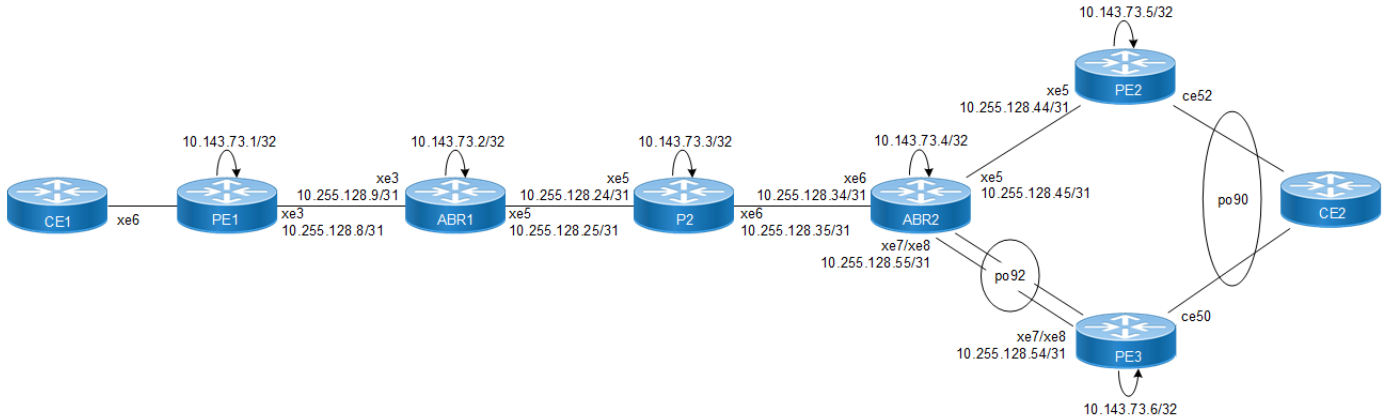 10.143.73.5/32
PE2
xe5
10.255.128.44/31
ce52
10.143.73.1/32
10.143.73.2/32
10.143.73.3/32
10.143.73.4/32
xe3
10.255.128.9/31
xe5
10.255.128.24/31
xe6
10.255.128.34/31
xe5
10.255.128.45/31
CE1
xe6
PE1
xe3
10.255.128.8/31
ABR1
xe5
10.255.128.25/31
P2
xe6
10.255.128.35/31
ABR2
po90
CE2
xe7/xe8
10.255.128.55/31
po92
ce50
xe7/xe8
10.255.128.54/31
PE3
10.143.73.6/32